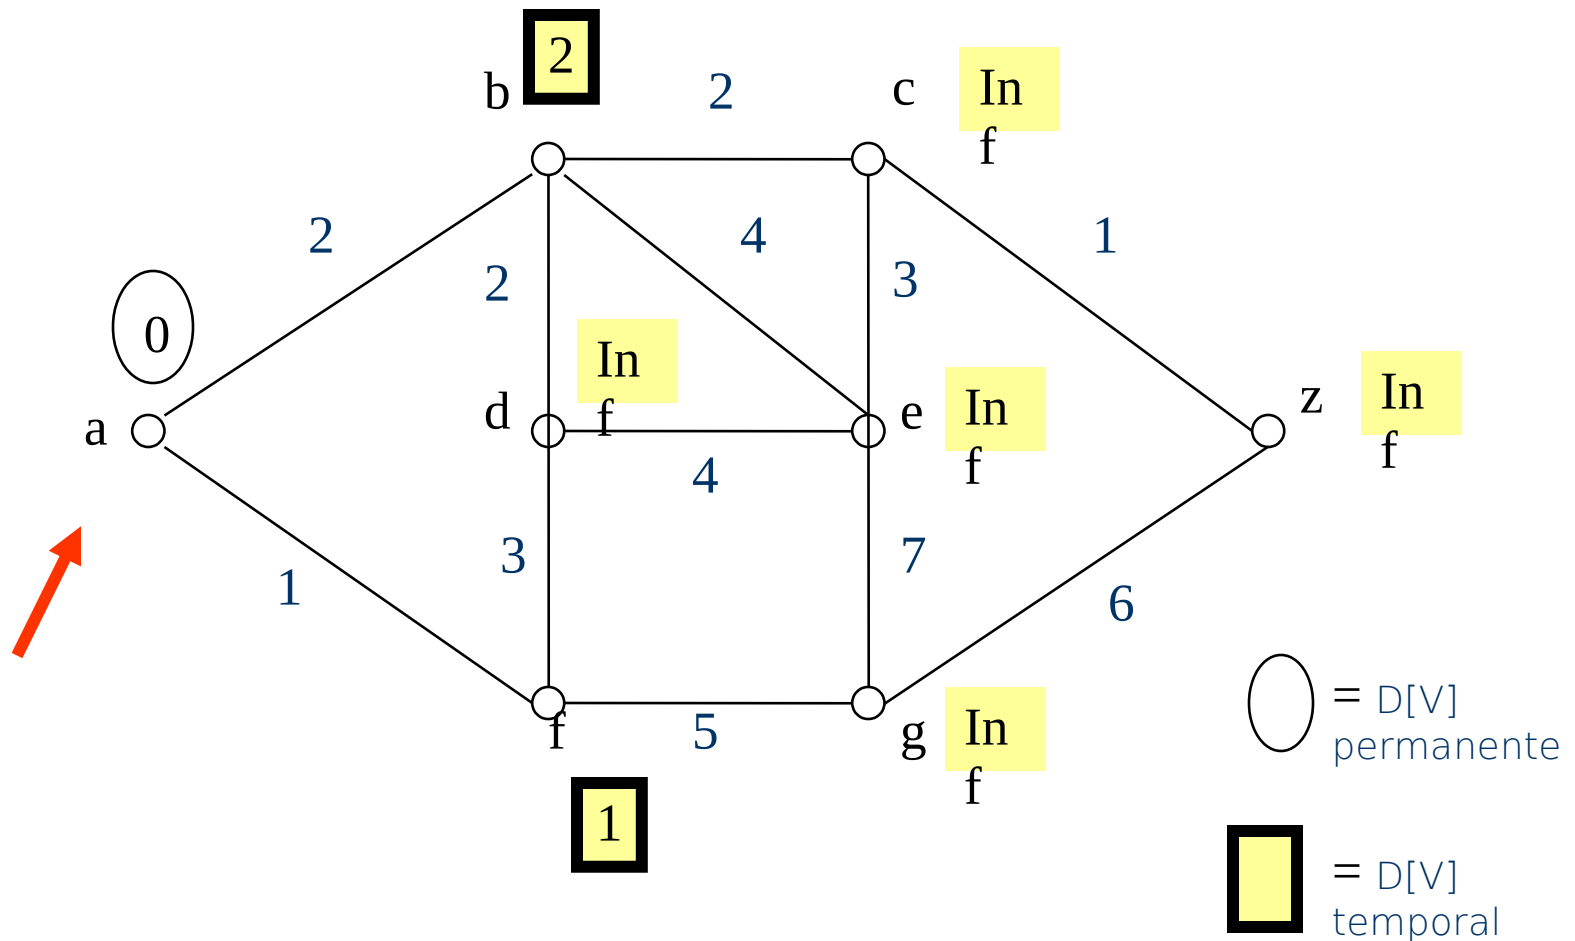 2
b
2
c
In
f
2
4
1
2
3
0
In
f
d
a
e
In
f
z
In
f
4
3
7
1
6
f
5
g
In
f
1
= D[V]
permanente
= D[V]
temporal